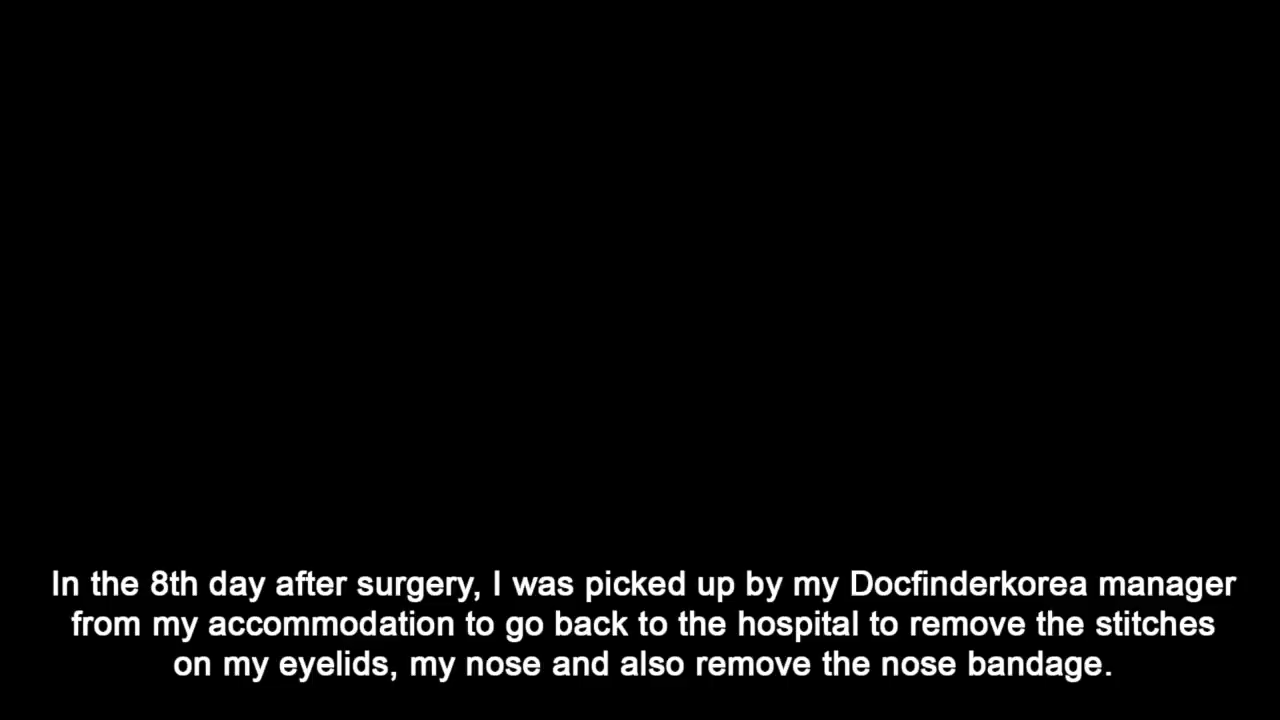 In the 8th day after surgery, I was picked up by my Docfinderkorea manager
from my accommodation to go back to the hospital to remove the stitches
on my eyelids, my nose and also remove the nose bandage.